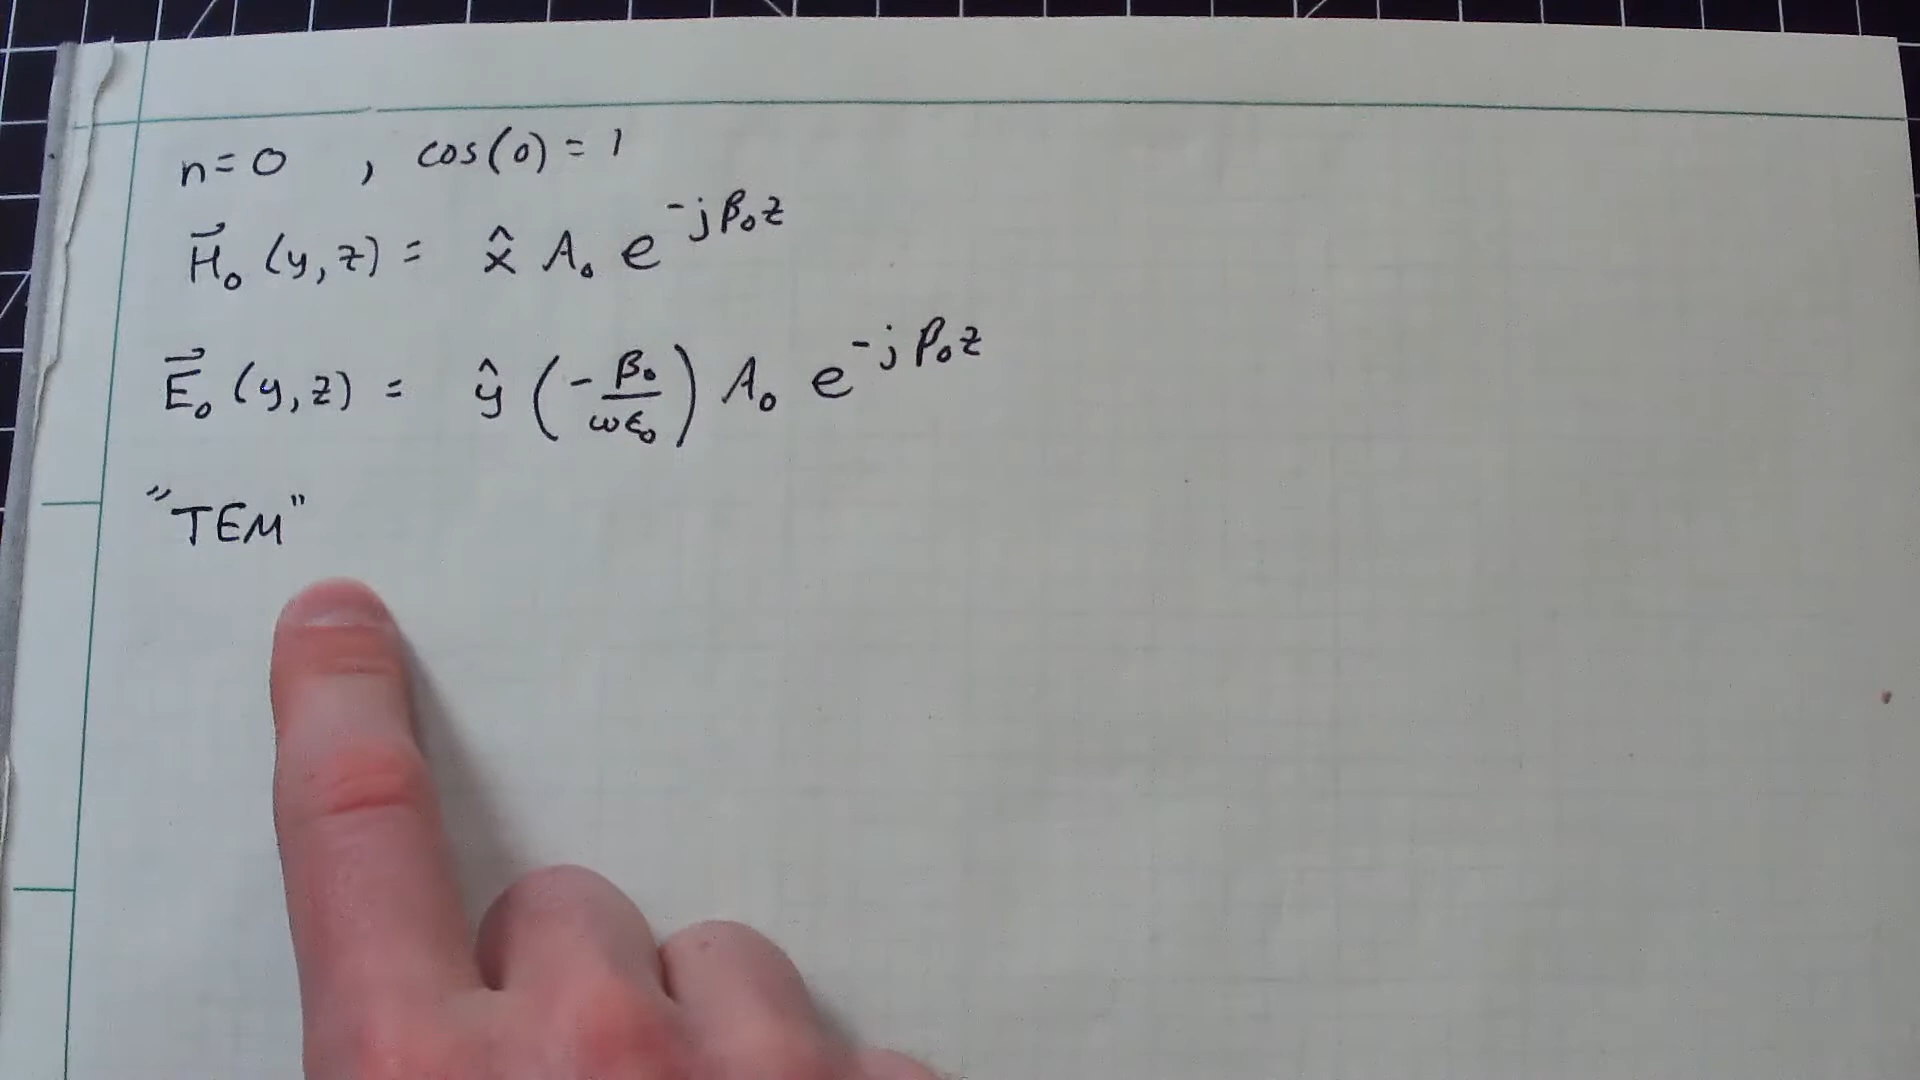 n=0 , cos(0) = 1
H⃗₀ (y,z) = x̂ A₀ e^{-jβ₀z}
E⃗₀ (y,z) = ŷ (-β₀/ωε₀) A₀ e^{-jβ₀z}
"TEM"